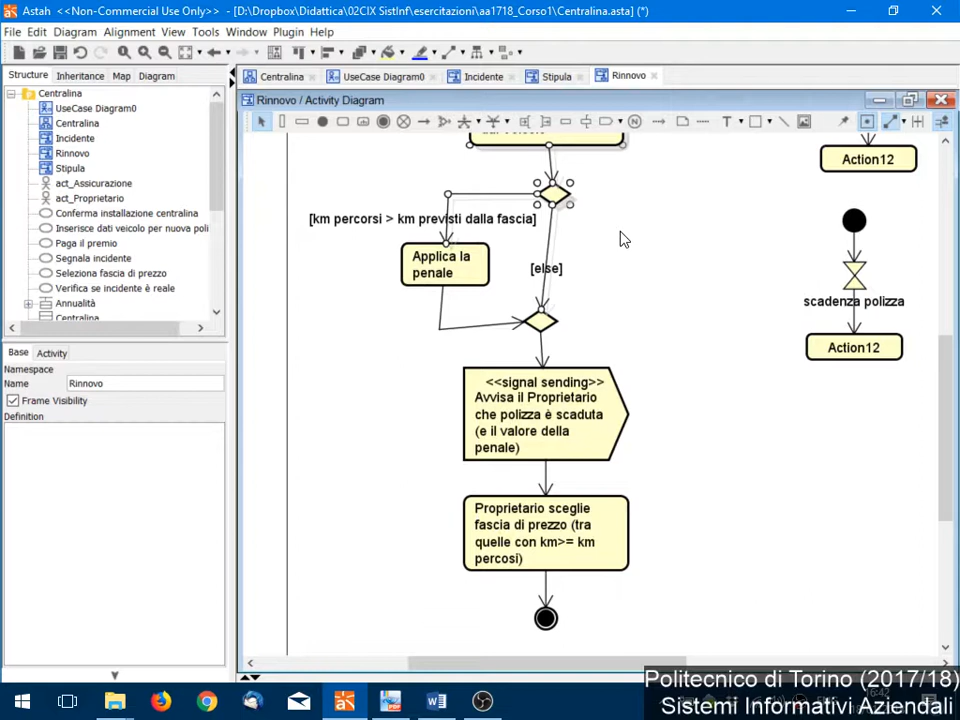 Astah <<Non-Commercial Use Only>> - [D:\Dropbox\Didattica\02CIX SistInf\esercitazioni\aa1718_Corso1\Centralina.asta] (*)
File Edit Diagram Alignment View Tools Window Plugin Help
Structure Inheritance Map Diagram
Centralina
UseCase Diagram0
Centralina
Incidente
Rinnovo
Stipula
act_Assicurazione
act_Proprietario
Conferma installazione centralina
Inserisce dati veicolo per nuova poli
Paga il premio
Segnala incidente
Seleziona fascia di prezzo
Verifica se incidente è reale
Annualità
Centralina
Base Activity
Namespace
Name Rinnovo
Frame Visibility
Definition
Centralina UseCase Diagram0 Incidente Stipula Rinnovo
Rinnovo / Activity Diagram
[km percorsi > km previsti dalla fascia]
Applica la
penale
[else]
<<signal sending>>
Avvisa il Proprietario
che polizza è scaduta
(e il valore della
penale)
Proprietario sceglie
fascia di prezzo (tra
quelle con km>= km
percosi)
Action12
scadenza polizza
Action12
16:42
Politecnico di Torino (2017/18)
Sistemi Informativi Aziendali